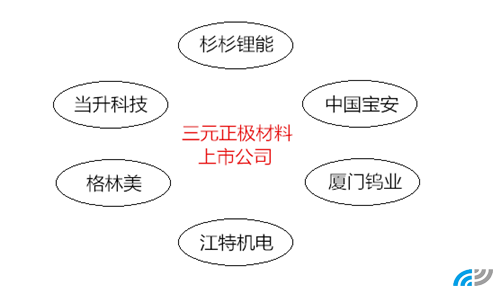 杉杉锂能
当升科技
中国宝安
三元正极材料
上市公司
格林美
厦门钨业
江特机电